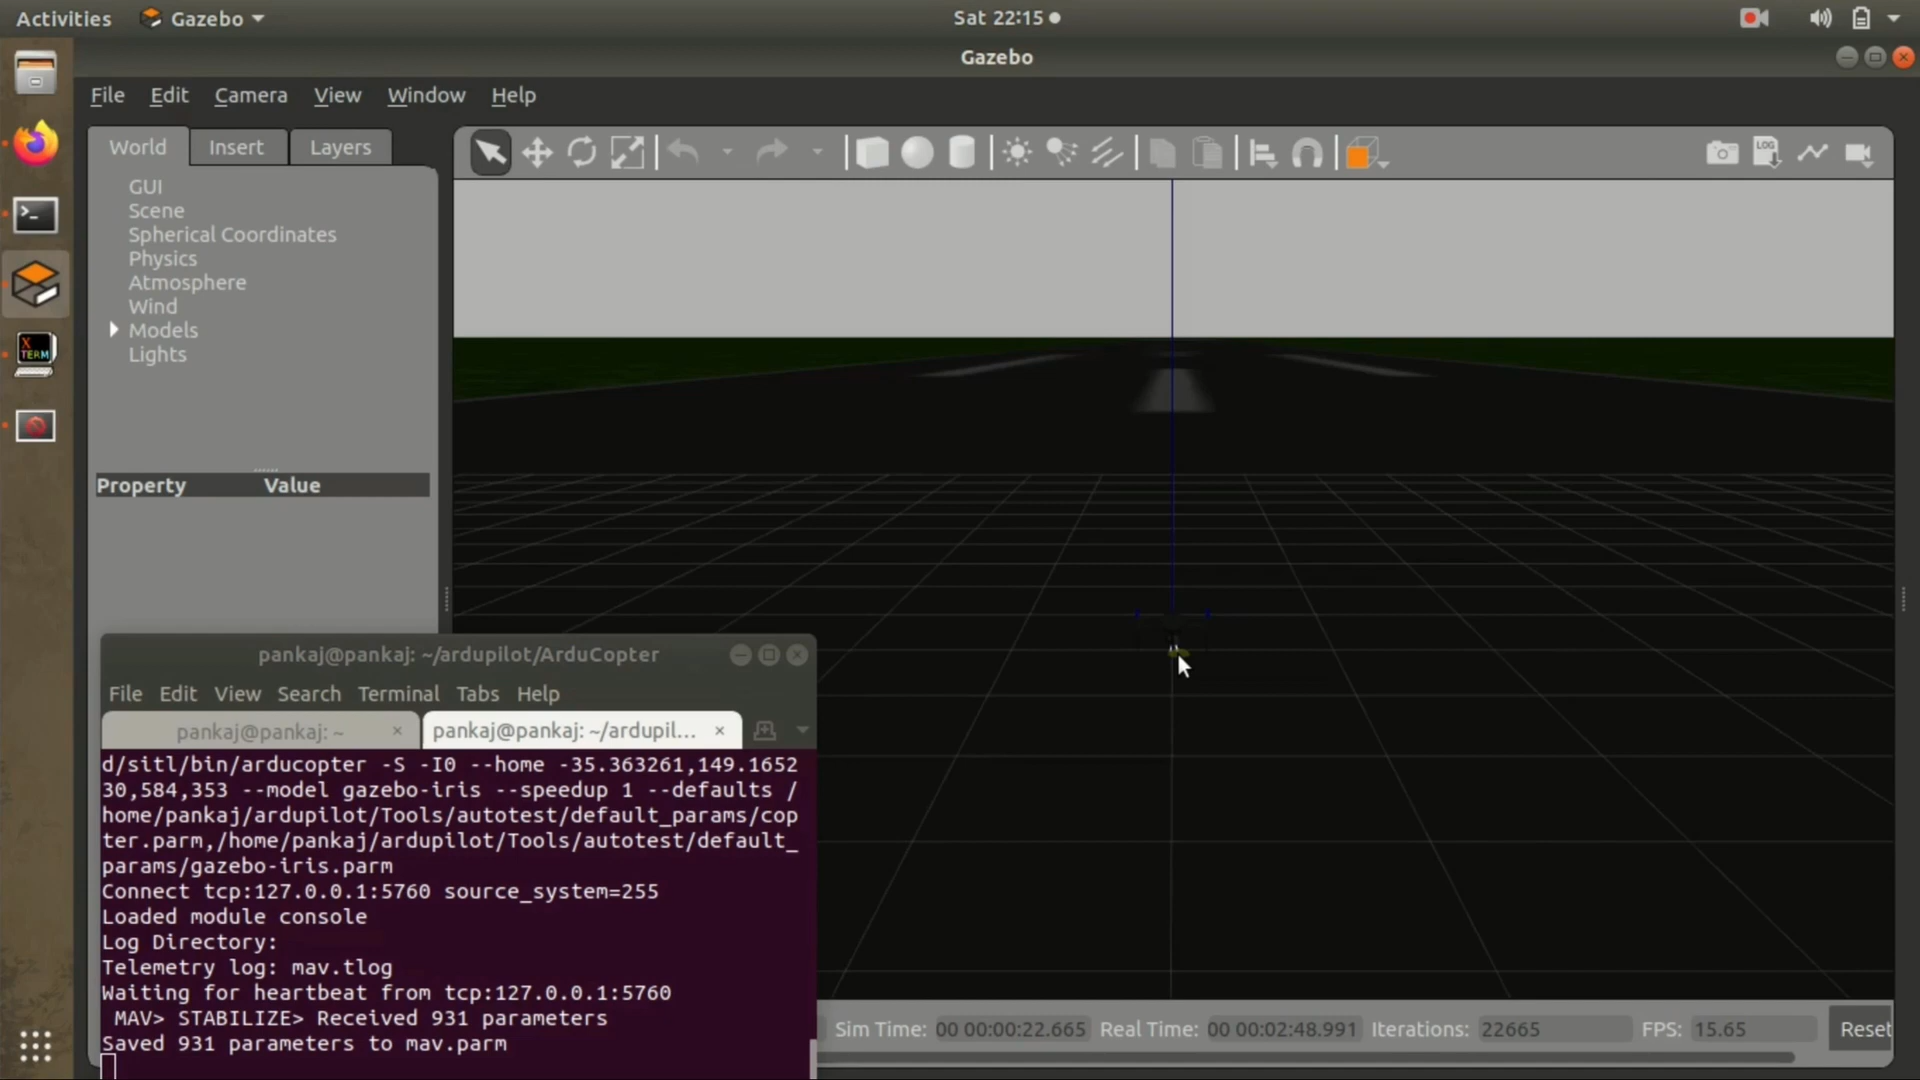 Activities Gazebo Sat 22:15
Gazebo
File Edit Camera View Window Help
World Insert Layers
LOG
GUI
Scene
Spherical Coordinates
Physics
Atmosphere
Wind
Models
Lights
X
TERM
Property Value
pankaj@pankaj: ~/ardupilot/ArduCopter
File Edit View Search Terminal Tabs Help
pankaj@pankaj: ~ × pankaj@pankaj: ~/ardupil... ×
d/sitl/bin/arducopter -S -I0 --home -35.363261,149.1652
30,584,353 --model gazebo-iris --speedup 1 --defaults /
home/pankaj/ardupilot/Tools/autotest/default_params/cop
ter.parm,/home/pankaj/ardupilot/Tools/autotest/default_
params/gazebo-iris.parm
Connect tcp:127.0.0.1:5760 source_system=255
Loaded module console
Log Directory:
Telemetry log: mav.tlog
Waiting for heartbeat from tcp:127.0.0.1:5760
MAV> STABILIZE> Received 931 parameters
Saved 931 parameters to mav.parm
Sim Time: 00 00:00:22.665 Real Time: 00 00:02:48.991 Iterations: 22665 FPS: 15.65 Reset